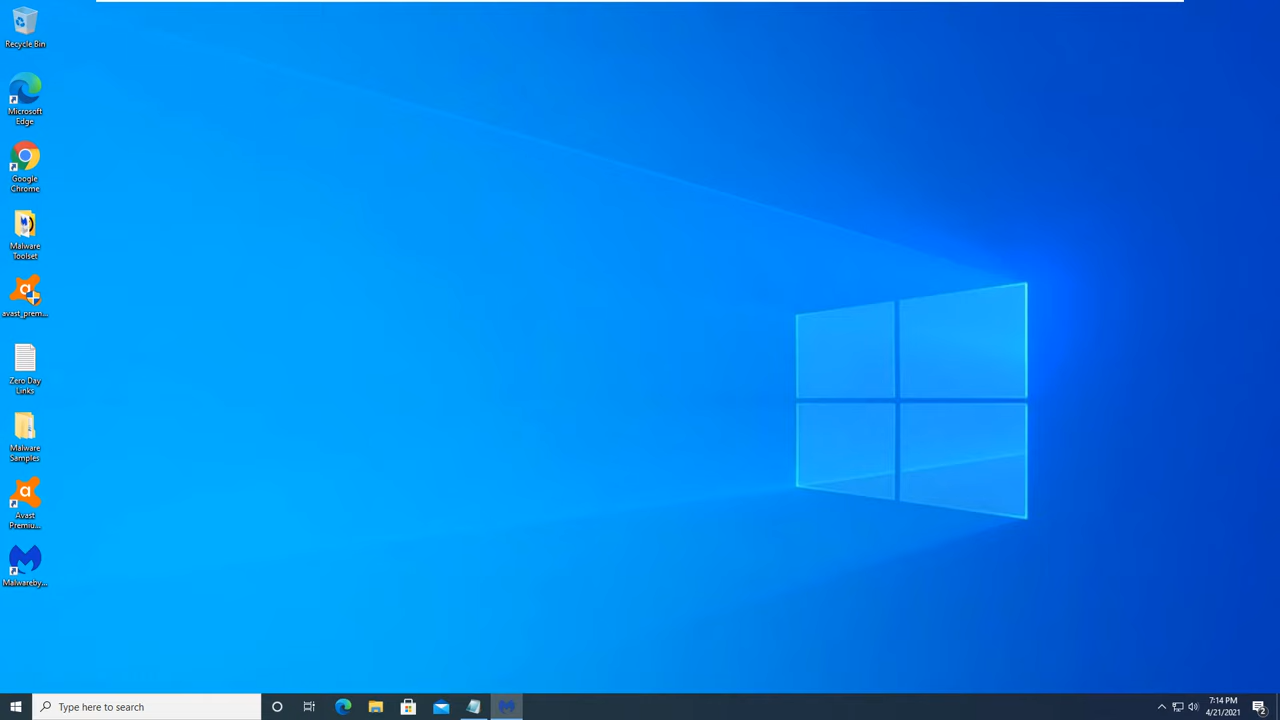 Recycle Bin
Microsoft
Edge
Google
Chrome
Malware
Toolset
avast_prem...
Zero Day
Links
Malware
Samples
Avast
Premiu...
Malwareby...
Type here to search
7:14 PM
4/21/2021
2